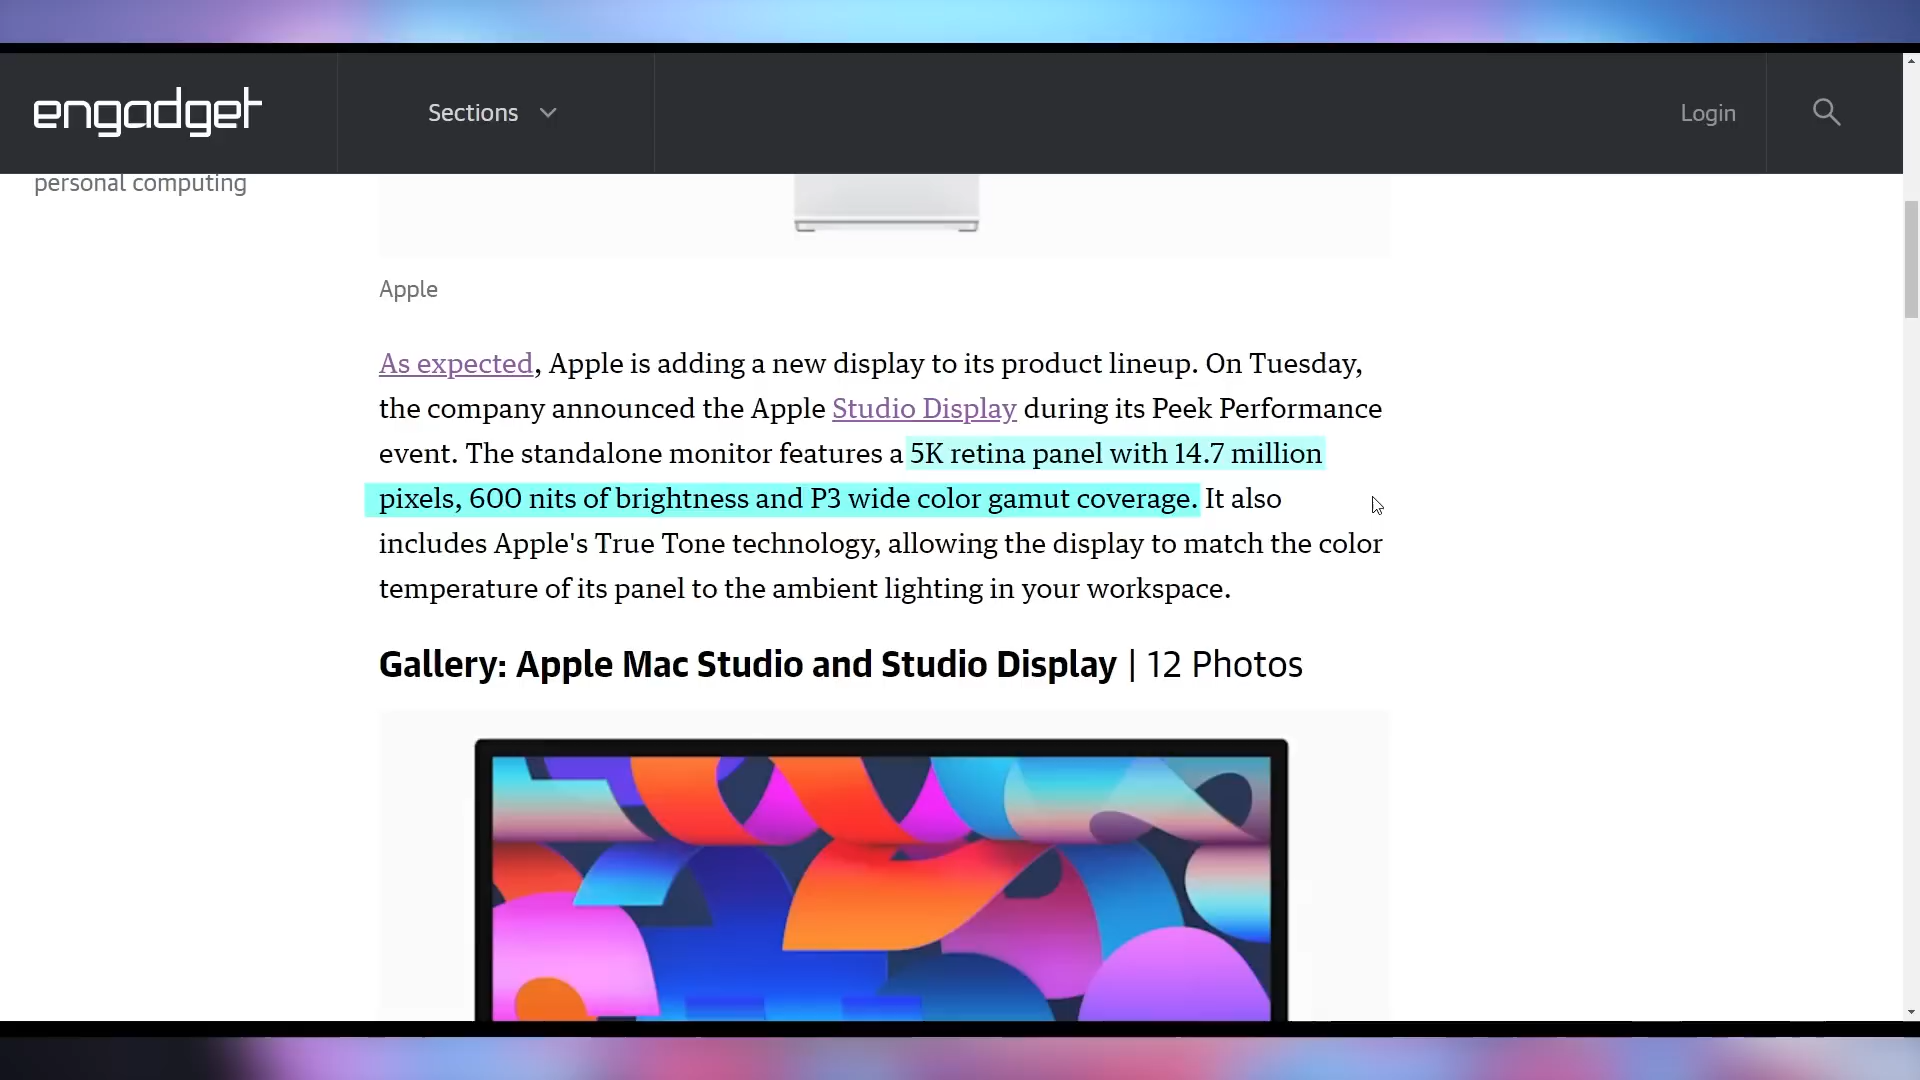 engadget
Sections
Login
personal computing
Apple
As expected, Apple is adding a new display to its product lineup. On Tuesday,
the company announced the Apple Studio Display during its Peek Performance
event. The standalone monitor features a 5K retina panel with 14.7 million
pixels, 600 nits of brightness and P3 wide color gamut coverage. It also
includes Apple's True Tone technology, allowing the display to match the color
temperature of its panel to the ambient lighting in your workspace.
Gallery: Apple Mac Studio and Studio Display | 12 Photos